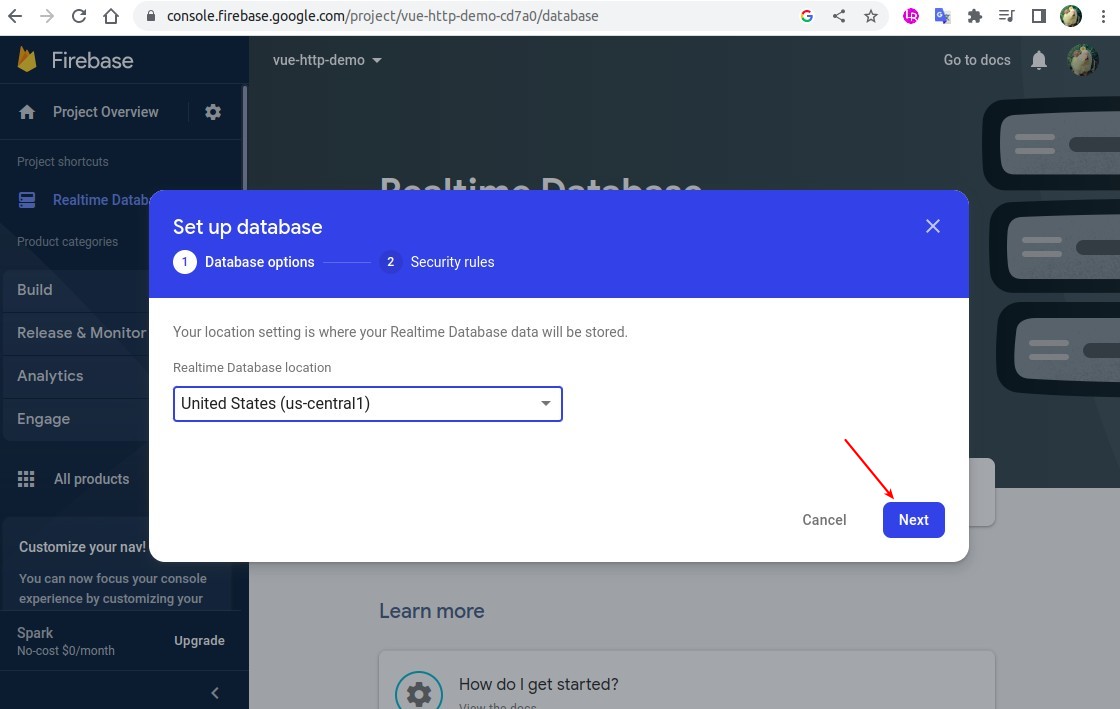 console.firebase.google.com/project/vue-http-demo-cd7a0/database
Firebase
vue-http-demo
Go to docs
Project Overview
Project shortcuts
Realtime Datab
Realtime Database
Product categories
Build
Release & Monitor
Analytics
Engage
All products
Set up database
1 Database options
2 Security rules
Your location setting is where your Realtime Database data will be stored.
Realtime Database location
United States (us-central1)
Cancel
Next
Customize your nav!
You can now focus your console
experience by customizing your
Spark
No-cost $0/month
Upgrade
Learn more
How do I get started?
View the docs